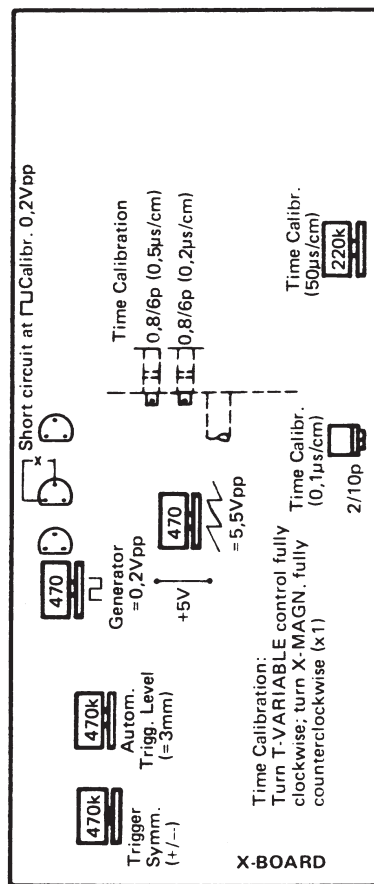 Short circuit at Calibr. 0,2Vpp
x
470
Generator
=0,2Vpp
470k
Autom.
Trigg. Level
(=3mm)
470k
Trigger
Symm.
(+/--)
+5V
470
=5,5Vpp
Time Calibration
0,8/6p (0,5µs/cm)
0,8/6p (0,2µs/cm)
Time Calibration:
Turn T-VARIABLE control fully
clockwise; turn X-MAGN. fully
counterclockwise (x1)
Time Calibr.
(0,1µs/cm)
2/10p
Time Calibr.
(50µs/cm)
220k
X-BOARD